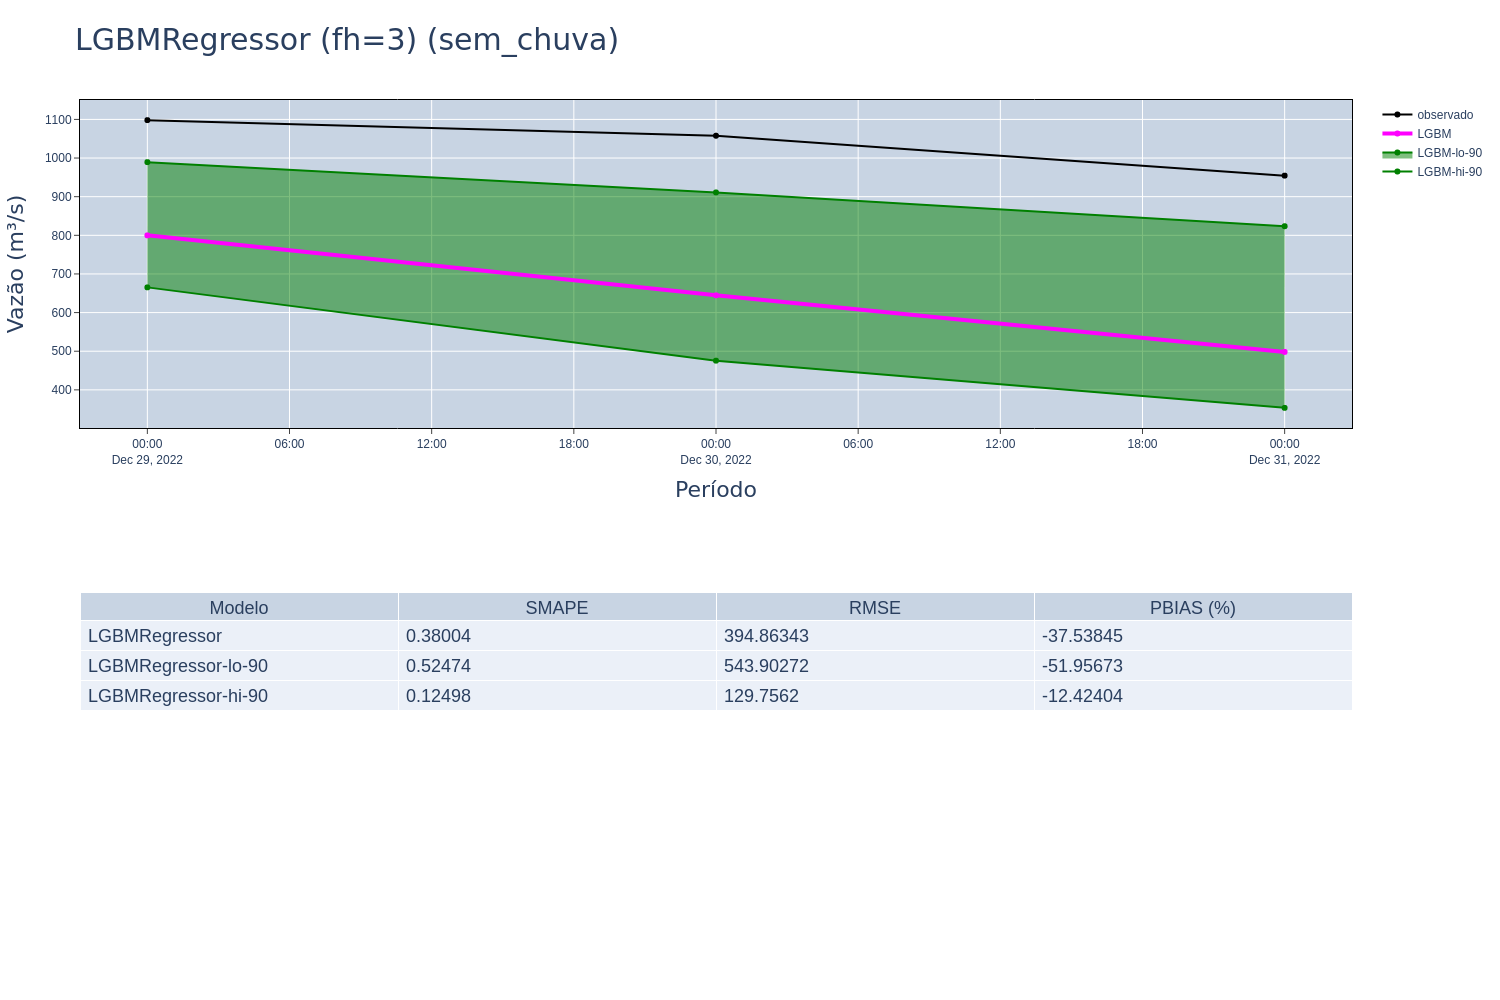 LGBMRegressor (fh=3) (sem_chuva)
observado
LGBM
LGBM-lo-90
LGBM-hi-90
Vazão (m³/s)
1100
1000
900
800
700
600
500
400
00:00 06:00 12:00 18:00 00:00 06:00 12:00 18:00 00:00
Dec 29, 2022 Dec 30, 2022 Dec 31, 2022
Período
Modelo SMAPE RMSE PBIAS (%)
LGBMRegressor 0.38004 394.86343 -37.53845
LGBMRegressor-lo-90 0.52474 543.90272 -51.95673
LGBMRegressor-hi-90 0.12498 129.7562 -12.42404